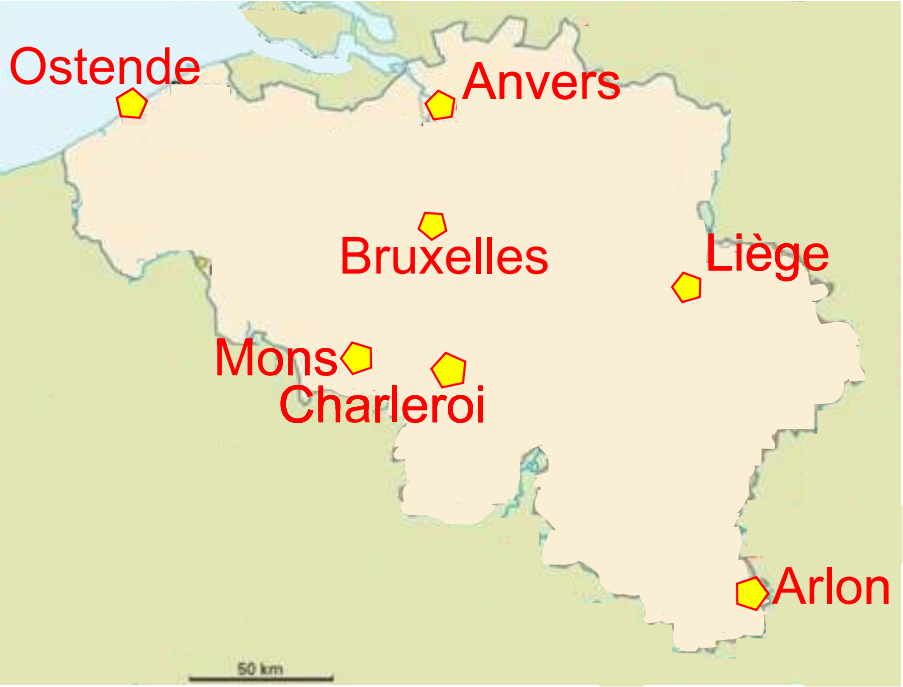 Ostende
Anvers
Bruxelles
Liège
Mons
Charleroi
Arlon
50 km